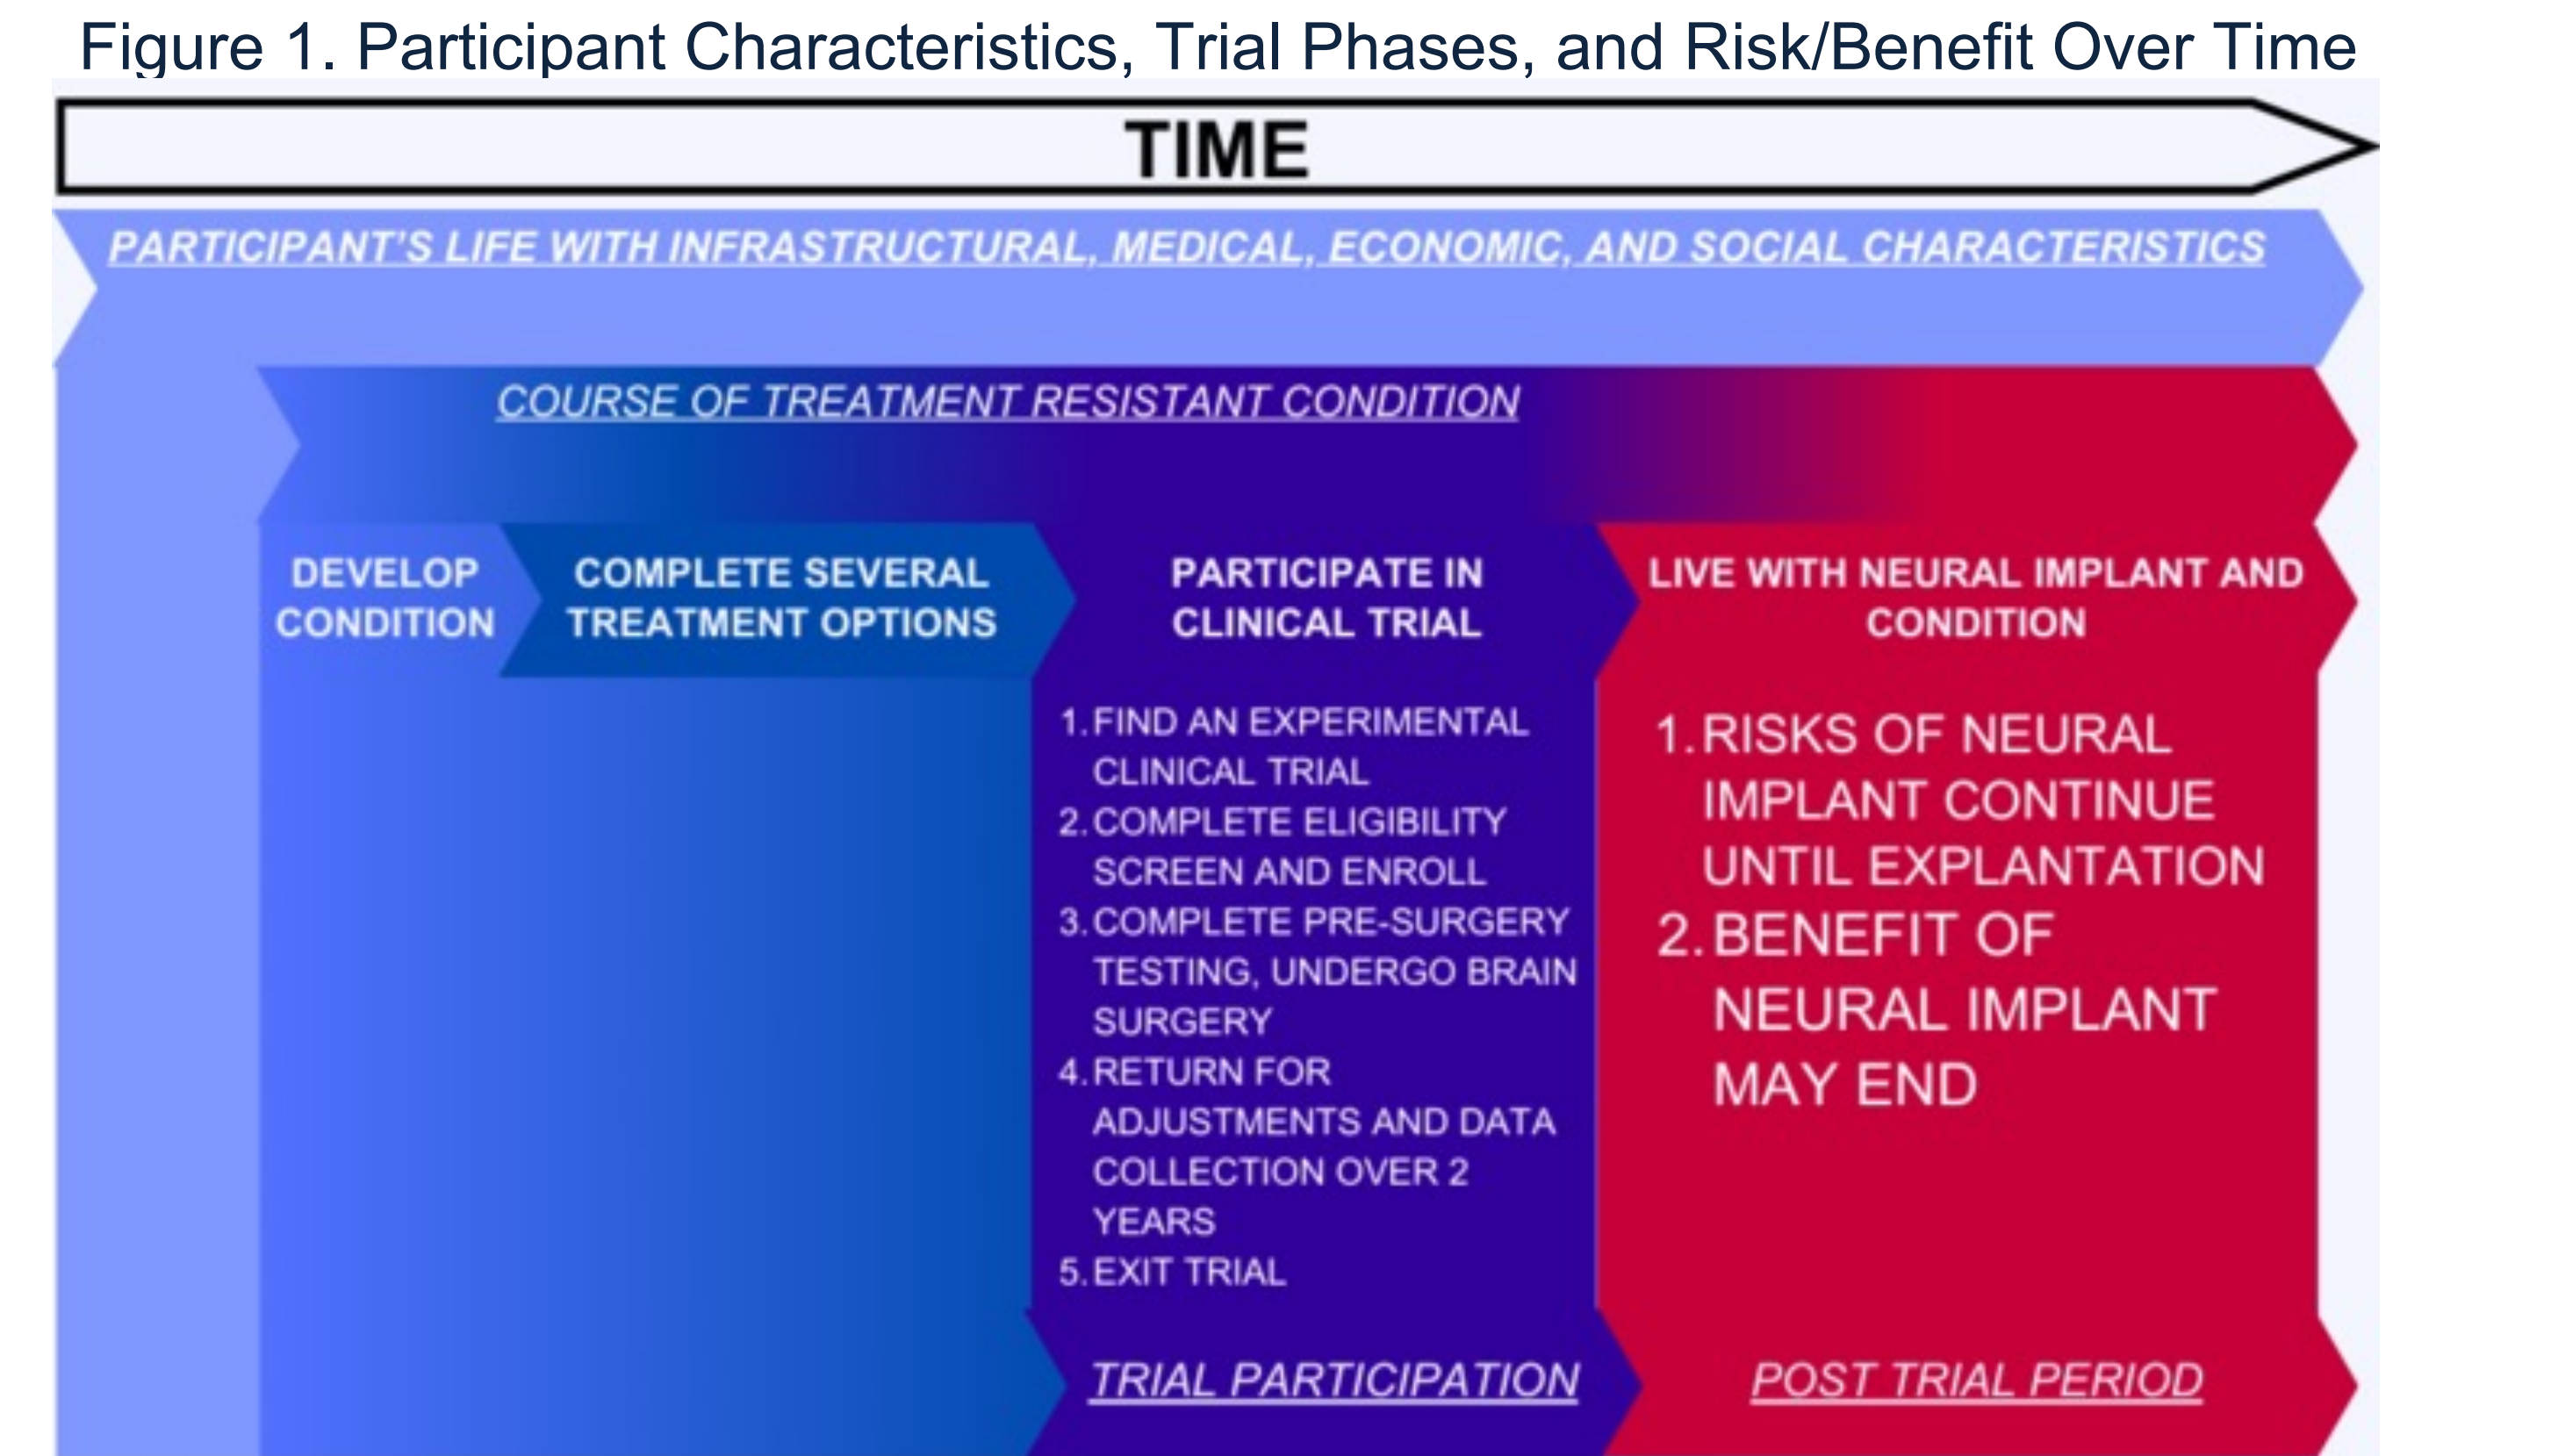 Figure 1. Participant Characteristics, Trial Phases, and Risk/Benefit Over Time
TIME
PARTICIPANT'S LIFE WITH INFRASTRUCTURAL, MEDICAL, ECONOMIC, AND SOCIAL CHARACTERISTICS
COURSE OF TREATMENT RESISTANT CONDITION
DEVELOP
CONDITION
COMPLETE SEVERAL
TREATMENT OPTIONS
PARTICIPATE IN
CLINICAL TRIAL
1. FIND AN EXPERIMENTAL
CLINICAL TRIAL
2. COMPLETE ELIGIBILITY
SCREEN AND ENROLL
3. COMPLETE PRE-SURGERY
TESTING, UNDERGO BRAIN
SURGERY
4. RETURN FOR
ADJUSTMENTS AND DATA
COLLECTION OVER 2
YEARS
5. EXIT TRIAL
TRIAL PARTICIPATION
LIVE WITH NEURAL IMPLANT AND
CONDITION
1. RISKS OF NEURAL
IMPLANT CONTINUE
UNTIL EXPLANTATION
2. BENEFIT OF
NEURAL IMPLANT
MAY END
POST TRIAL PERIOD